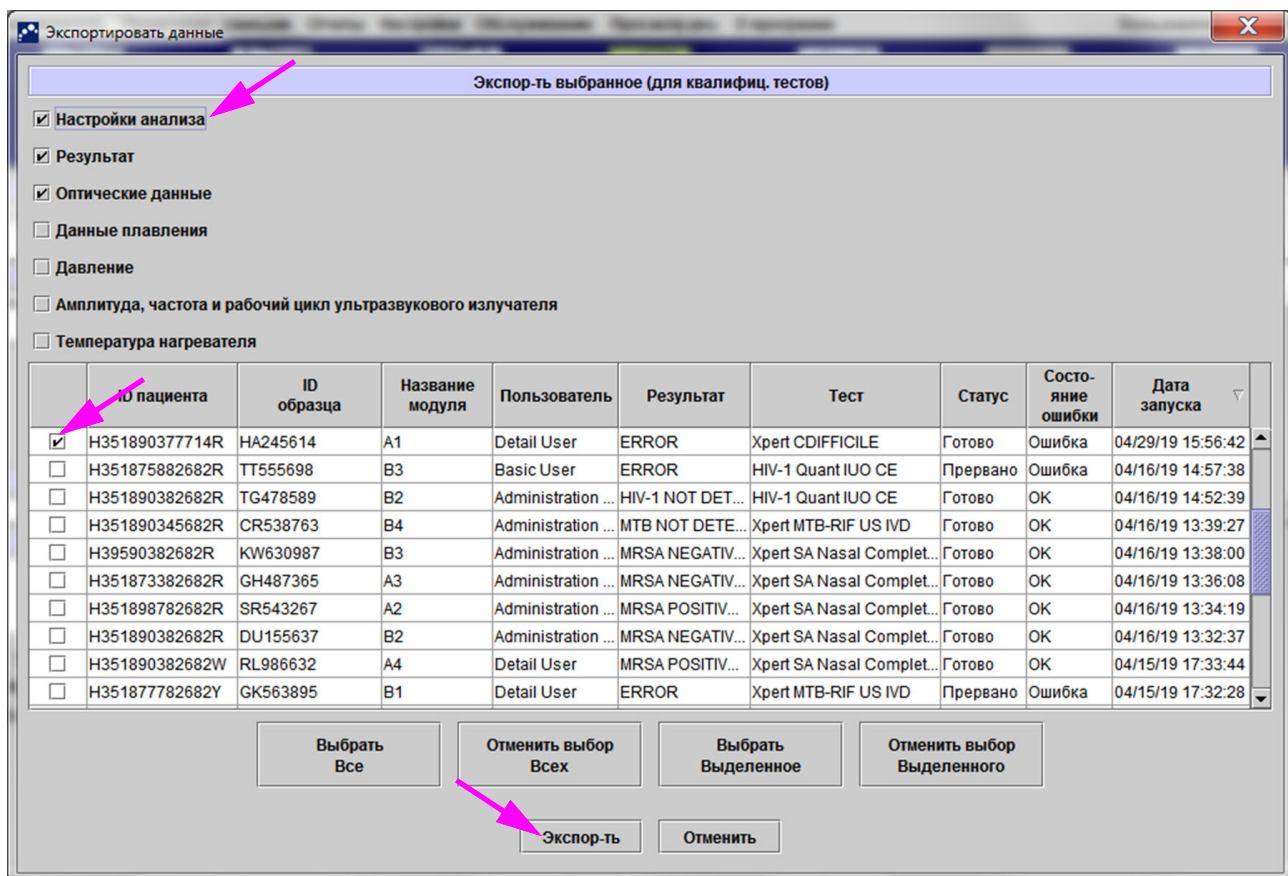 Экспортировать данные
Экспор-ть выбранное (для квалифиц. тестов)
Настройки анализа
Результат
Оптические данные
Данные плавления
Давление
Амплитуда, частота и рабочий цикл ультразвукового излучателя
Температура нагревателя
ID пациента ID образца Название модуля Пользователь Результат Тест Статус Состо-яние ошибки Дата запуска
H351890377714R HA245614 A1 Detail User ERROR Xpert CDIFFICILE Готово Ошибка 04/29/19 15:56:42
H351875882682R TT555698 B3 Basic User ERROR HIV-1 Quant IUO CE Прервано Ошибка 04/16/19 14:57:38
H351890382682R TG478589 B2 Administration ... HIV-1 NOT DET... HIV-1 Quant IUO CE Готово OK 04/16/19 14:52:39
H351890345682R CR538763 B4 Administration ... MTB NOT DETE... Xpert MTB-RIF US IVD Готово OK 04/16/19 13:39:27
H39590382682R KW630987 B3 Administration ... MRSA NEGATIV... Xpert SA Nasal Complet... Готово OK 04/16/19 13:38:00
H351873382682R GH487365 A3 Administration ... MRSA NEGATIV... Xpert SA Nasal Complet... Готово OK 04/16/19 13:36:08
H351898782682R SR543267 A2 Administration ... MRSA POSITIV... Xpert SA Nasal Complet... Готово OK 04/16/19 13:34:19
H351890382682R DU155637 B2 Administration ... MRSA NEGATIV... Xpert SA Nasal Complet... Готово OK 04/16/19 13:32:37
H351890382682W RL986632 A4 Detail User MRSA POSITIV... Xpert SA Nasal Complet... Готово OK 04/15/19 17:33:44
H351877782682Y GK563895 B1 Detail User ERROR Xpert MTB-RIF US IVD Прервано Ошибка 04/15/19 17:32:28
Выбрать Все
Отменить выбор Всех
Выбрать Выделенное
Отменить выбор Выделенного
Экспор-ть Отменить